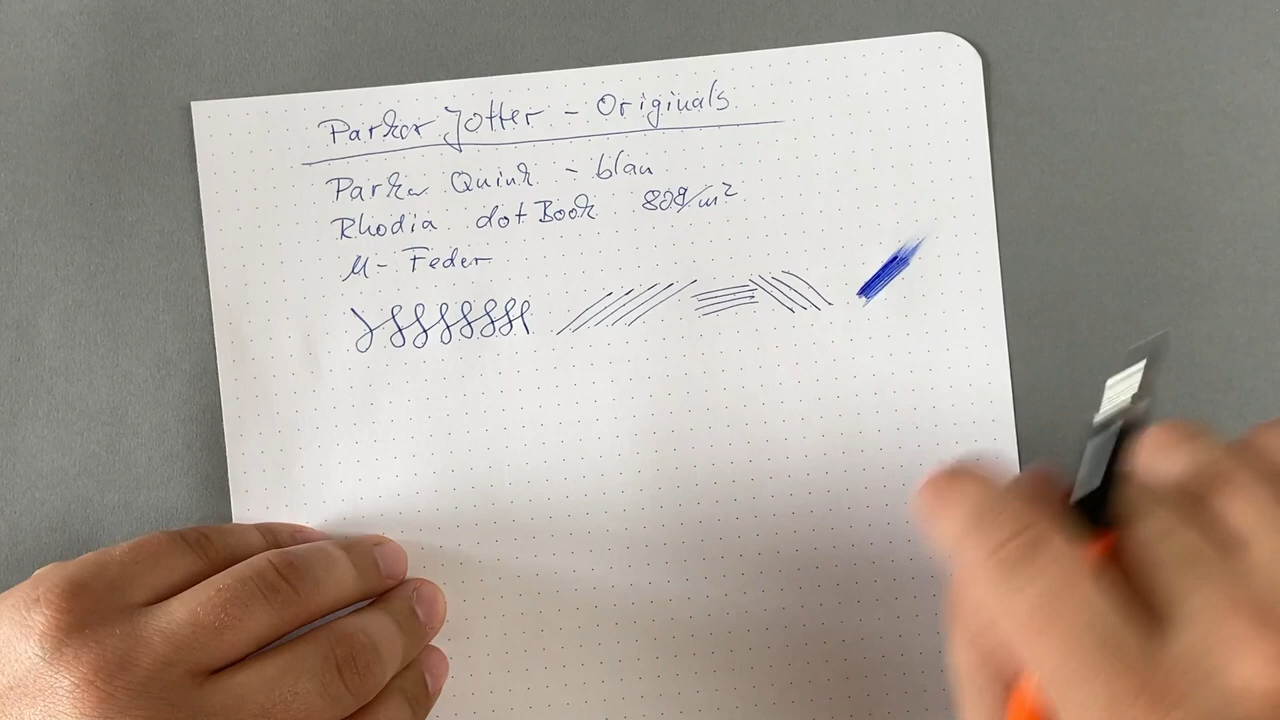 Parker Jotter - Originals
Parker Quink - blau
Rhodia dotBook 80g/m²
M- Feder